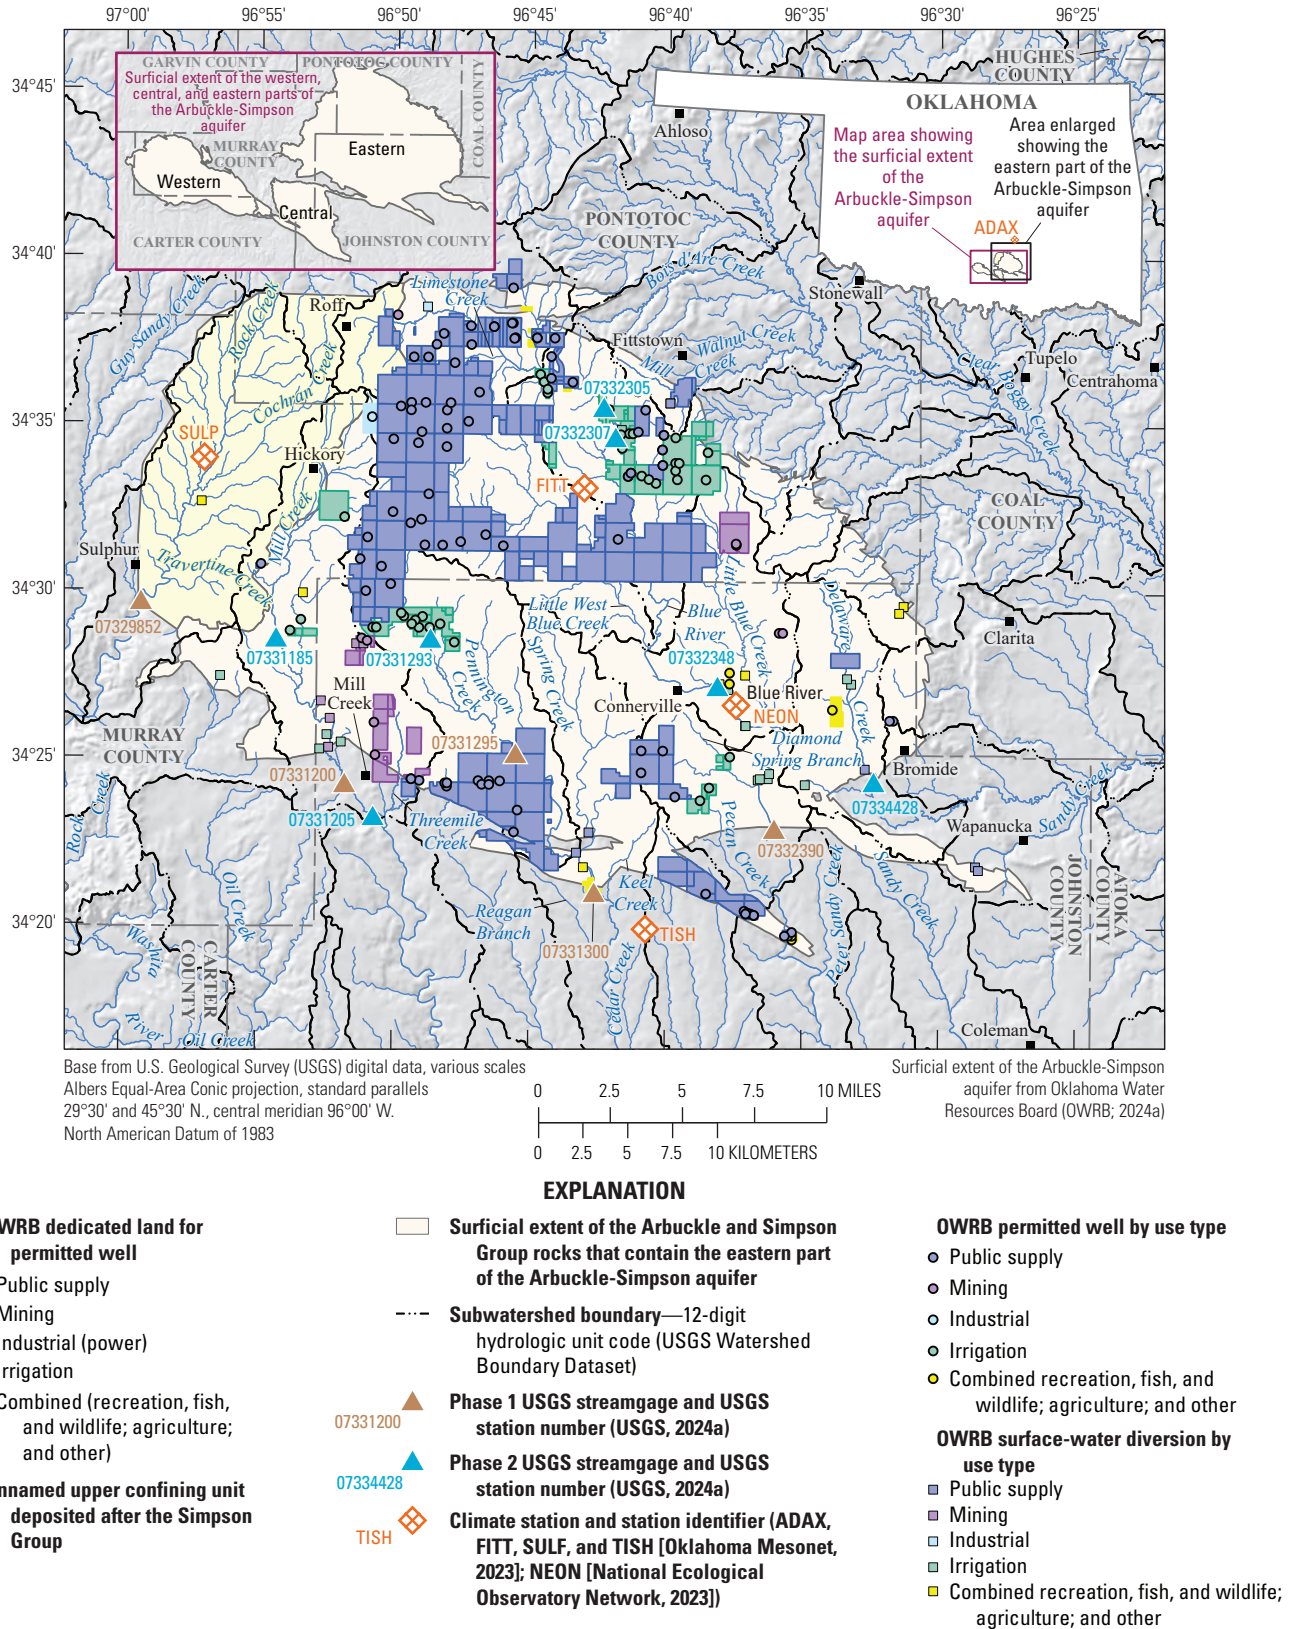 97°00'
96°55'
96°50'
96°45'
96°40'
96°35'
96°30'
96°25'
34°45'
34°40'
34°35'
34°30'
34°25'
34°20'
GARVIN COUNTY
PONTOTOC COUNTY
Surficial extent of the western,
central, and eastern parts of
the Arbuckle-Simpson
aquifer
MURRAY
COUNTY
COAL COUNTY
Eastern
Western
Central
CARTER COUNTY
JOHNSTON COUNTY
HUGHES
COUNTY
OKLAHOMA
Map area showing
the surficial extent
of the
Arbuckle-Simpson
aquifer
Area enlarged
showing the
eastern part of the
Arbuckle-Simpson
aquifer
ADAX
Ahloso
PONTOTOC
COUNTY
Bois d'Arc Creek
Stonewall
Guy Sandy Creek
Rock Creek
Roff
Limestone
Creek
Fittstown
Walnut Creek
Mill
Creek
Clear Boggy Creek
Tupelo
Centrahoma
Cochran Creek
07332305
07332307
SULP
Hickory
FITT
COAL
COUNTY
Mill Creek
Sulphur
Travertine Creek
07329852
07331185
07331293
Little West
Blue Creek
Blue
River
Little Blue Creek
Delaware
Creek
Clarita
07332348
Pennington
Creek
Spring Creek
Mill
Creek
Connerville
Blue River
NEON
MURRAY
COUNTY
07331295
Diamond
Spring Branch
Bromide
07331200
07331205
Threemile
Creek
07334428
Rock Creek
Sandy Creek
Wapanucka
Pecan Creek
07332390
Oil Creek
Keel
Creek
Reagan
Branch
Sandy Creek
Peter Sandy Creek
JOHNSTON
COUNTY
ATOKA
COUNTY
Washita
River
CARTER
COUNTY
TISH
07331300
Cedar Creek
Oil Creek
Coleman
Base from U.S. Geological Survey (USGS) digital data, various scales
Albers Equal-Area Conic projection, standard parallels
29°30' and 45°30' N., central meridian 96°00' W.
North American Datum of 1983
0 2.5 5 7.5 10 MILES
0 2.5 5 7.5 10 KILOMETERS
Surficial extent of the Arbuckle-Simpson
aquifer from Oklahoma Water
Resources Board (OWRB; 2024a)
EXPLANATION
WRB dedicated land for
permitted well
Public supply
Mining
ndustrial (power)
rrigation
Combined (recreation, fish,
and wildlife; agriculture;
and other)
nnamed upper confining unit
deposited after the Simpson
Group
Surficial extent of the Arbuckle and Simpson
Group rocks that contain the eastern part
of the Arbuckle-Simpson aquifer
Subwatershed boundary—12-digit
hydrologic unit code (USGS Watershed
Boundary Dataset)
07331200
Phase 1 USGS streamgage and USGS
station number (USGS, 2024a)
07334428
Phase 2 USGS streamgage and USGS
station number (USGS, 2024a)
TISH
Climate station and station identifier (ADAX,
FITT, SULF, and TISH [Oklahoma Mesonet,
2023]; NEON [National Ecological
Observatory Network, 2023])
OWRB permitted well by use type
Public supply
Mining
Industrial
Irrigation
Combined recreation, fish, and
wildlife; agriculture; and other
OWRB surface-water diversion by
use type
Public supply
Mining
Industrial
Irrigation
Combined recreation, fish, and wildlife;
agriculture; and other